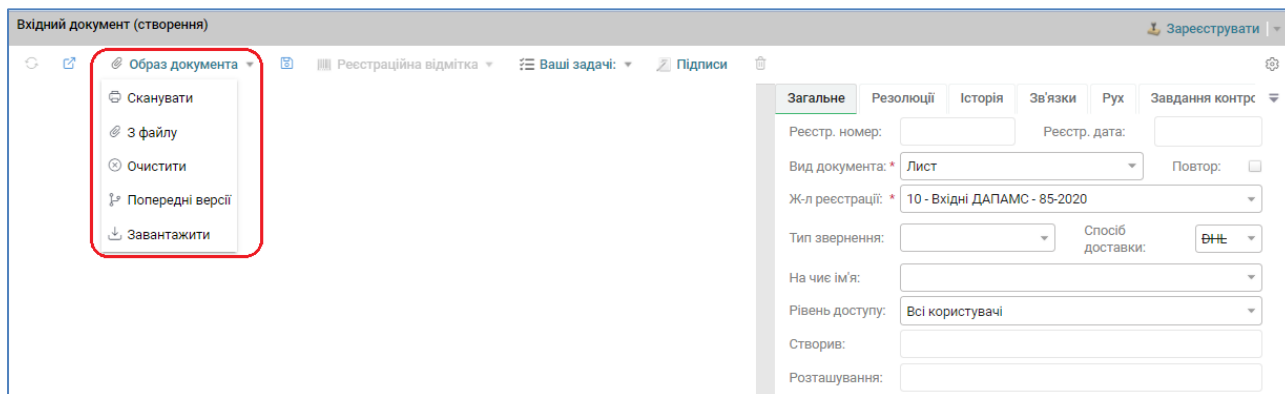 Вхідний документ (створення)
Зареєструвати
Образ документа
Реєстраційна відмітка
Ваші задачі:
Підписи
Сканувати
З файлу
Очистити
Попередні версії
Завантажити
Загальне Резолюції Історія Зв'язки Рух Завдання контрс
Реєстр. номер: Реєстр. дата:
Вид документа: * Лист Повтор:
Ж-л реєстрації: * 10 - Вхідні ДАПАМС - 85-2020
Тип звернення: Спосіб доставки: DHL
На чиє ім'я:
Рівень доступу: Всі користувачі
Створив:
Розташування: